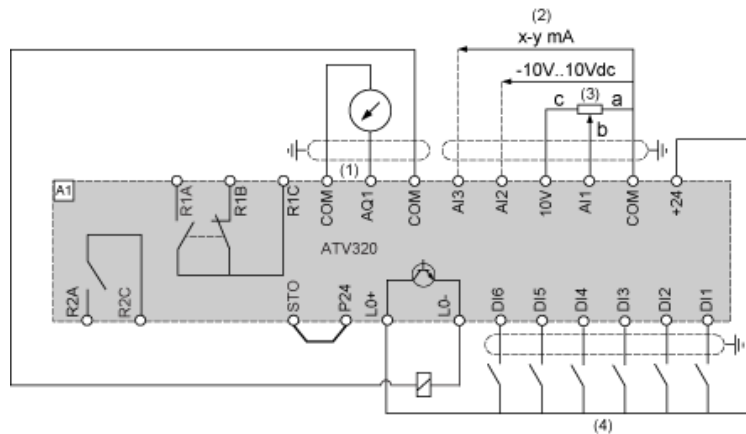 (2)
x-y mA
-10V..10Vdc
c (3) a
b
(1)
A1
R1A R1B R1C COM AQ1 COM AI3 AI2 10V AI1 COM +24
ATV320
R2A R2C STO P24 L0+ L0- DI6 DI5 DI4 DI3 DI2 DI1
(4)